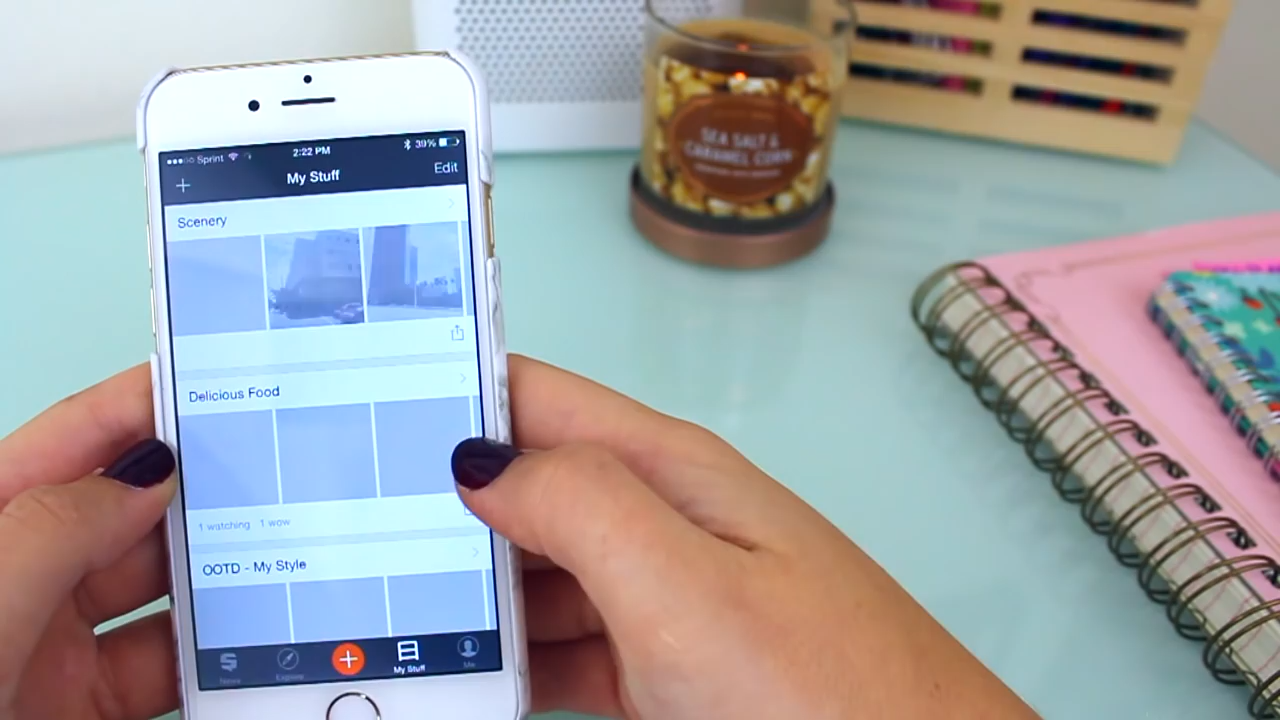 Sprint 2:22 PM 39%
+ My Stuff Edit
Scenery
Delicious Food
1 watching 1 wow
OOTD - My Style
News Explore + My Stuff Me
SEA SALT &
CARAMEL CORN